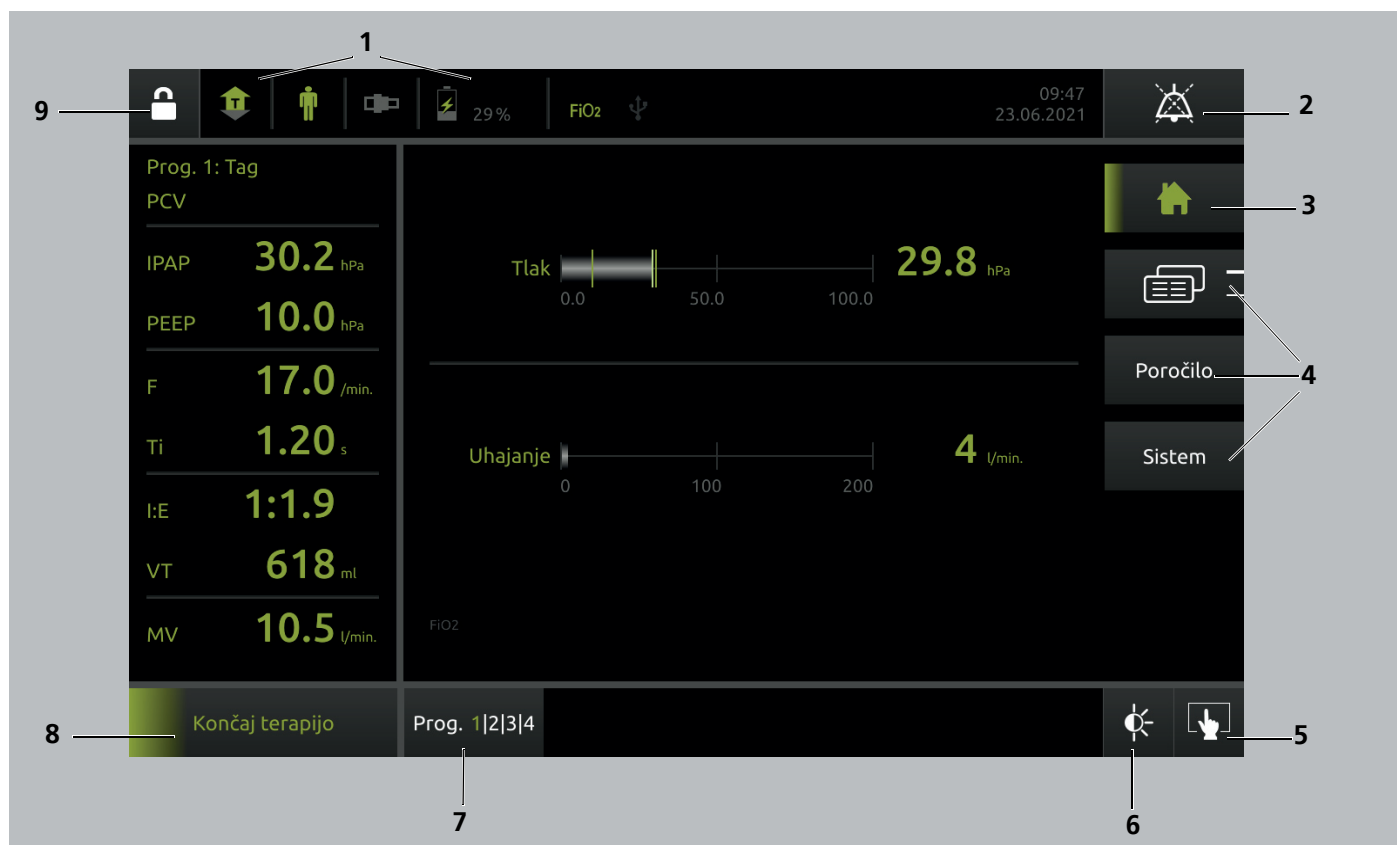 1
9
T
29%
FiO2
09:47
23.06.2021
2
Prog. 1: Tag
PCV
3
IPAP 30.2 hPa
Tlak 29.8 hPa
0.0 50.0 100.0
PEEP 10.0 hPa
F 17.0 /min.
Poročilo
4
Ti 1.20 s
Uhajanje 4 l/min.
0 100 200
Sistem
I:E 1:1.9
VT 618 ml
MV 10.5 l/min.
FiO2
8
Končaj terapijo
Prog. 1|2|3|4
5
7
6